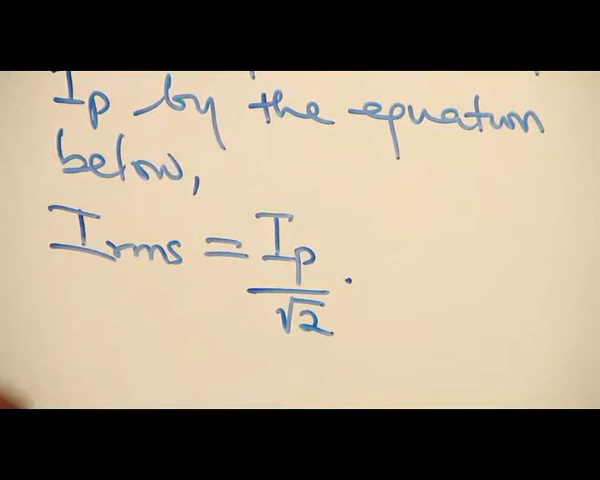 Ip by the equation
below,
Irms = Ip/√2.